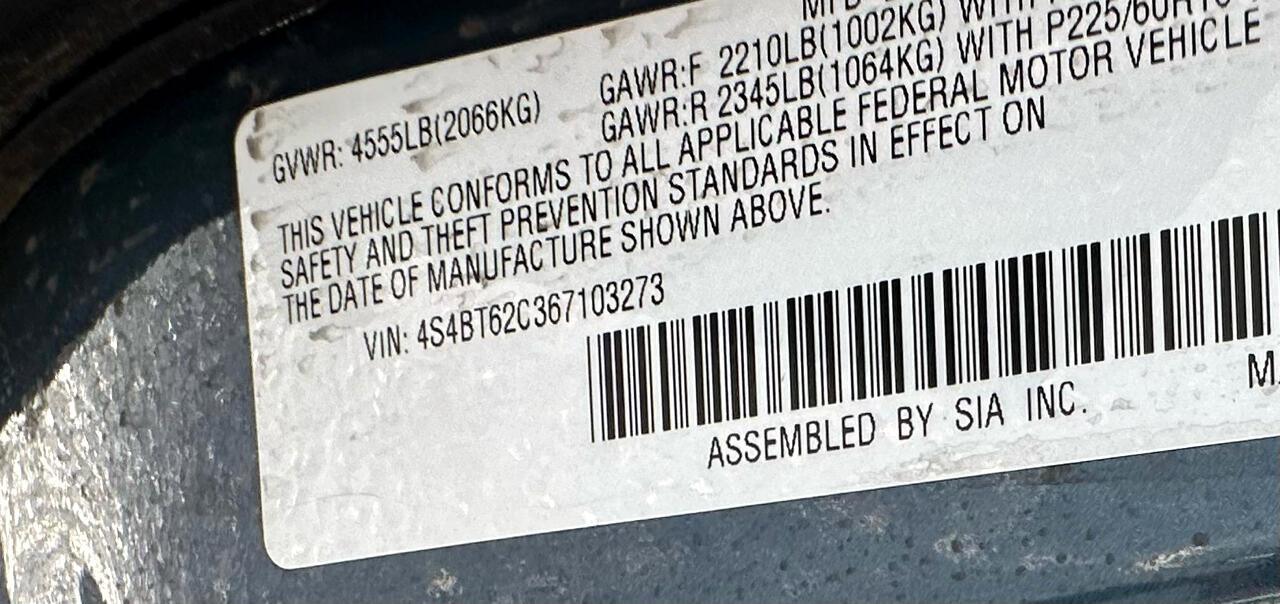 GVWR: 4555LB(2066KG)
GAWR:F 2210LB(1002KG) WITH
GAWR:R 2345LB(1064KG) WITH P225/60R16
THIS VEHICLE CONFORMS TO ALL APPLICABLE FEDERAL MOTOR VEHICLE
SAFETY AND THEFT PREVENTION STANDARDS IN EFFECT ON
THE DATE OF MANUFACTURE SHOWN ABOVE.
VIN: 4S4BT62C367103273
ASSEMBLED BY SIA INC.